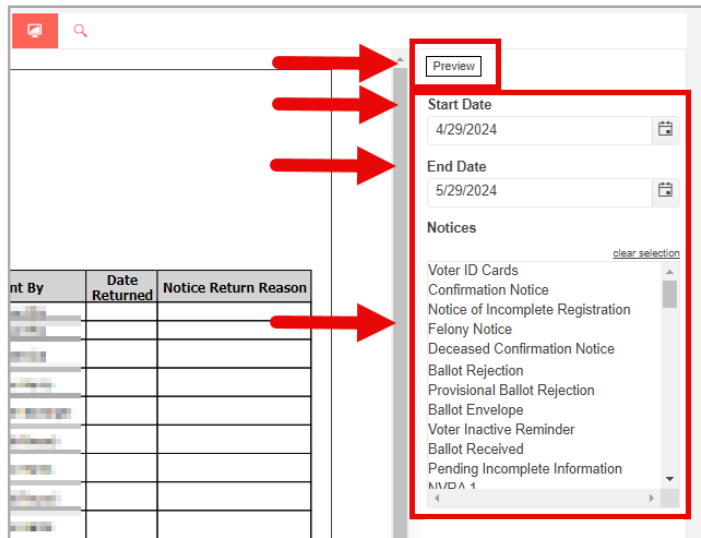 Preview
Start Date
4/29/2024
End Date
5/29/2024
Notices
clear selection
nt By
Date Returned
Notice Return Reason
Voter ID Cards
Confirmation Notice
Notice of Incomplete Registration
Felony Notice
Deceased Confirmation Notice
Ballot Rejection
Provisional Ballot Rejection
Ballot Envelope
Voter Inactive Reminder
Ballot Received
Pending Incomplete Information
NVRA 1